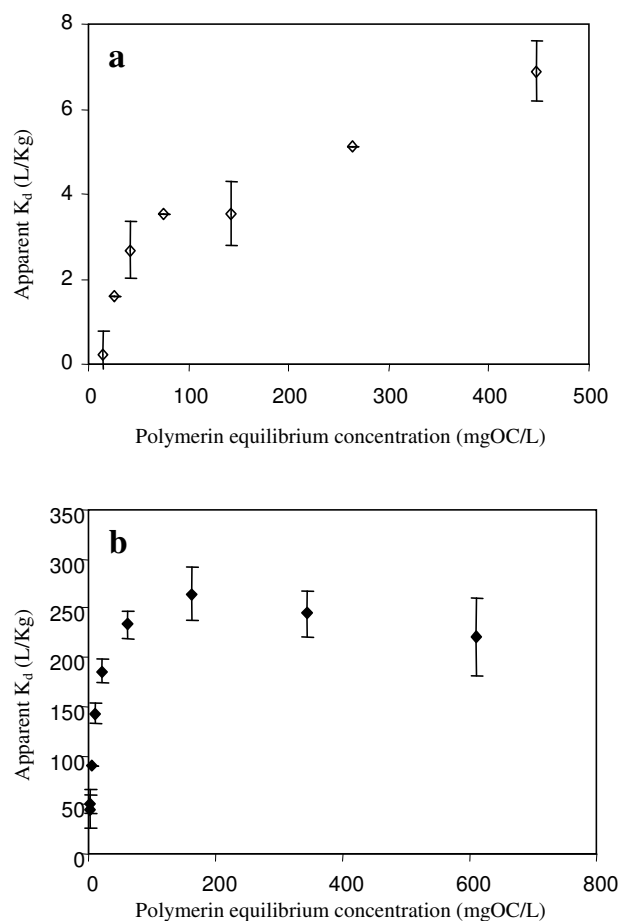 a
8
6
4
2
0
Apparent Kd (L/Kg)
0 100 200 300 400 500
Polymerin equilibrium concentration (mgOC/L)
b
350
300
250
200
150
100
50
0
Apparent Kd (L/Kg)
0 200 400 600 800
Polymerin equilibrium concentration (mgOC/L)